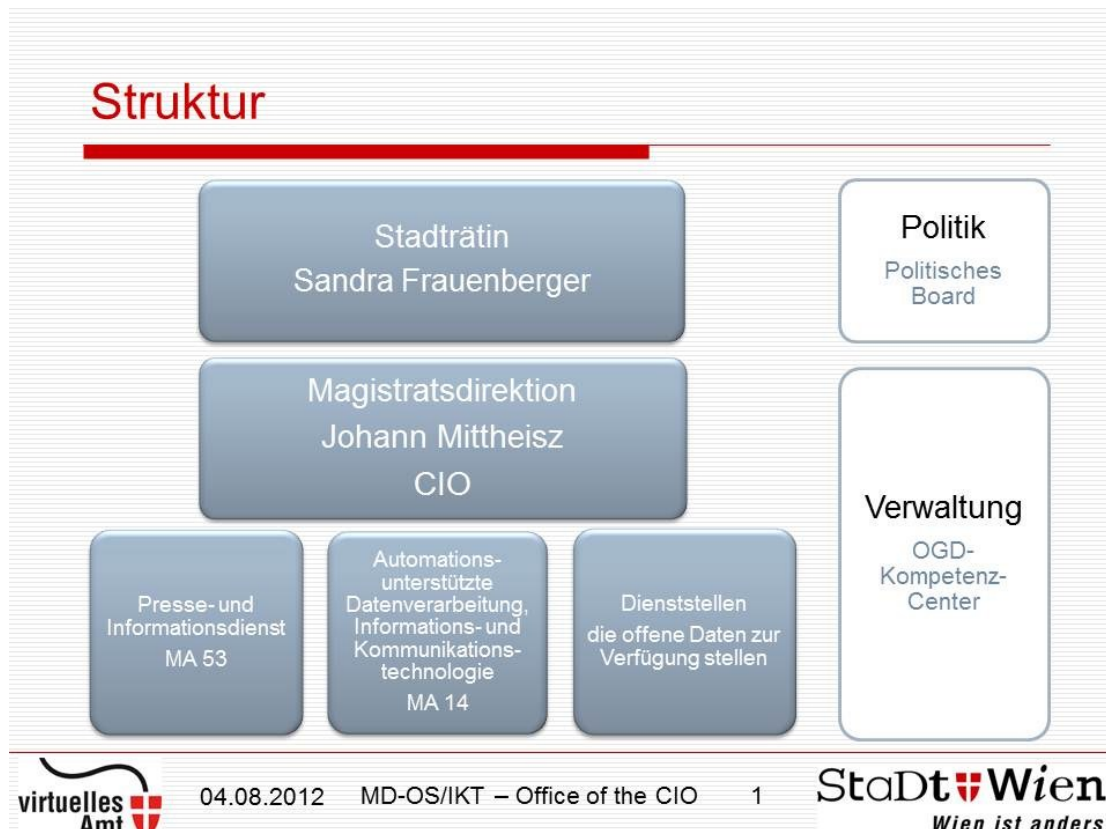 Struktur
Stadträtin
Sandra Frauenberger
Politik
Politisches
Board
Magistratsdirektion
Johann Mittheisz
CIO
Presse- und
Informationsdienst
MA 53
Automations-
unterstützte
Datenverarbeitung,
Informations- und
Kommunikations-
technologie
MA 14
Dienststellen
die offene Daten zur
Verfügung stellen
Verwaltung
OGD-
Kompetenz-
Center
virtuelles
Amt
04.08.2012 MD-OS/IKT – Office of the CIO 1
StaDt Wien
Wien ist anders